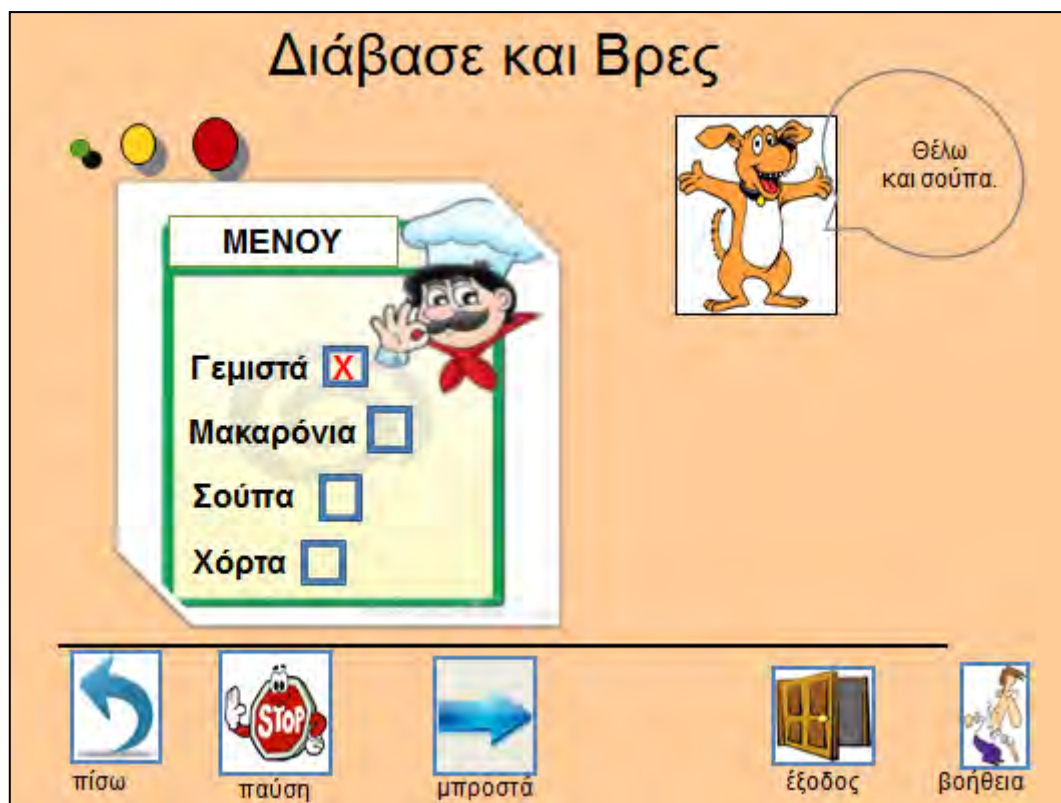 Διάβασε και Βρες
Θέλω
και σούπα.
ΜΕΝΟΥ
Γεμιστά X
Μακαρόνια
Σούπα
Χόρτα
STOP
πίσω
παύση
μπροστά
έξοδος
βοήθεια